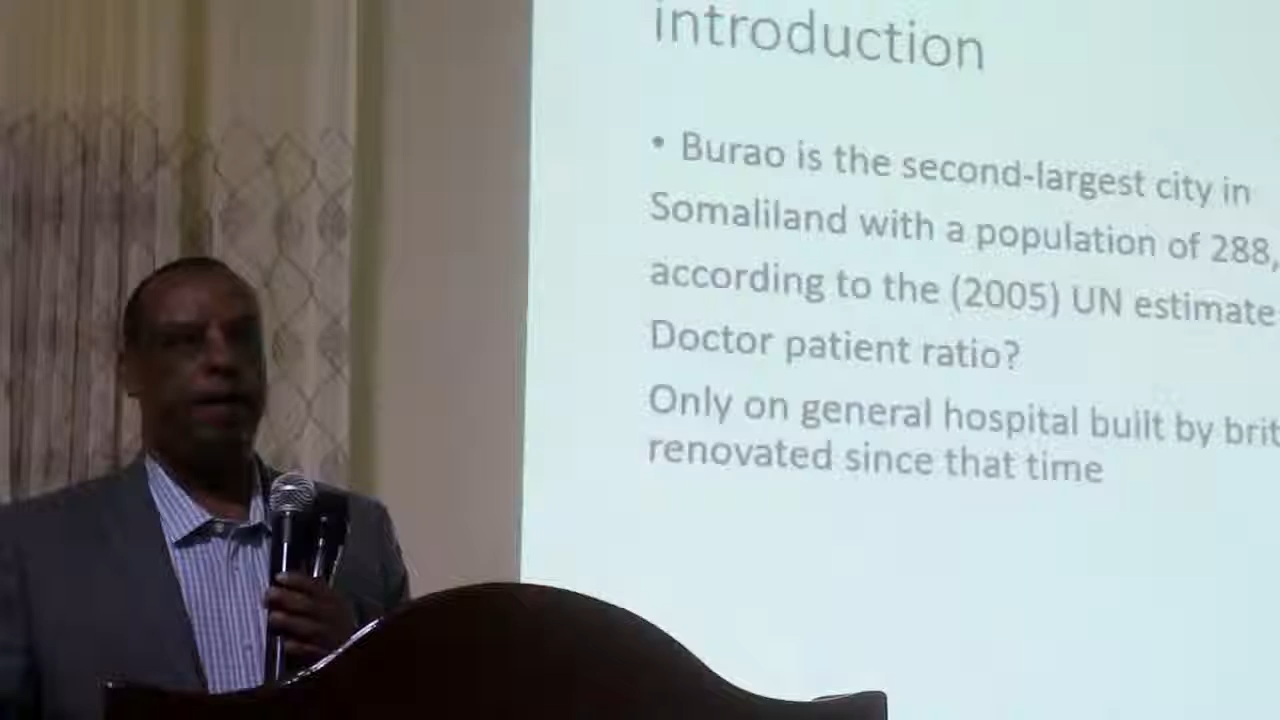 introduction
• Burao is the second-largest city in
Somaliland with a population of 288,
according to the (2005) UN estimate
Doctor patient ratio?
Only on general hospital built by brit
renovated since that time